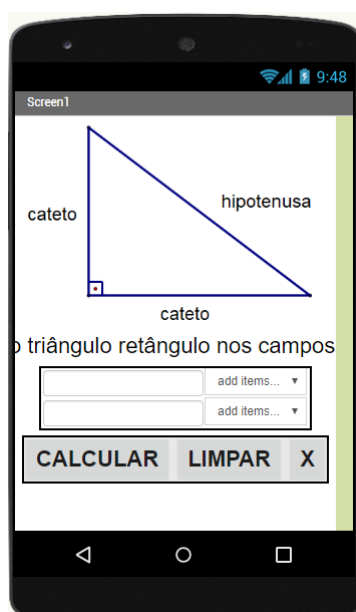 9:48
Screen1
cateto
hipotenusa
cateto
o triângulo retângulo nos campos
add items... ▼
add items... ▼
CALCULAR LIMPAR X